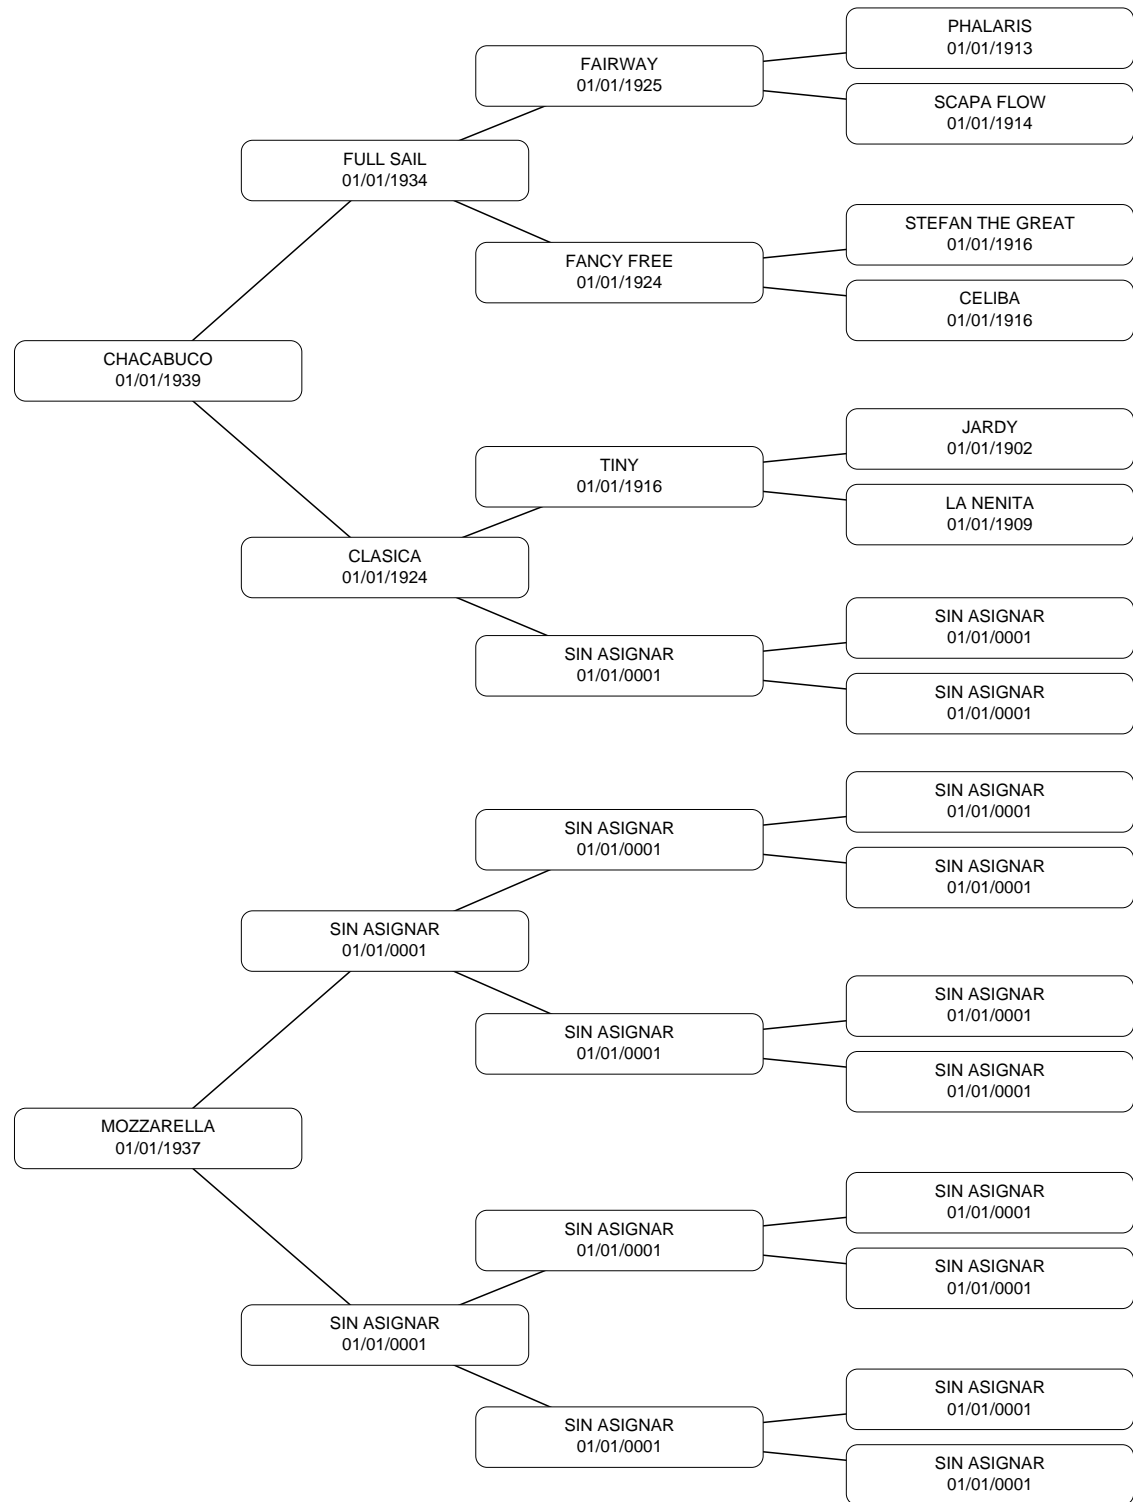 PHALARIS
01/01/1913
FAIRWAY
01/01/1925
SCAPA FLOW
01/01/1914
FULL SAIL
01/01/1934
STEFAN THE GREAT
01/01/1916
FANCY FREE
01/01/1924
CELIBA
01/01/1916
CHACABUCO
01/01/1939
JARDY
01/01/1902
TINY
01/01/1916
LA NENITA
01/01/1909
CLASICA
01/01/1924
SIN ASIGNAR
01/01/0001
SIN ASIGNAR
01/01/0001
SIN ASIGNAR
01/01/0001
SIN ASIGNAR
01/01/0001
SIN ASIGNAR
01/01/0001
SIN ASIGNAR
01/01/0001
SIN ASIGNAR
01/01/0001
SIN ASIGNAR
01/01/0001
SIN ASIGNAR
01/01/0001
SIN ASIGNAR
01/01/0001
MOZZARELLA
01/01/1937
SIN ASIGNAR
01/01/0001
SIN ASIGNAR
01/01/0001
SIN ASIGNAR
01/01/0001
SIN ASIGNAR
01/01/0001
SIN ASIGNAR
01/01/0001
SIN ASIGNAR
01/01/0001
SIN ASIGNAR
01/01/0001